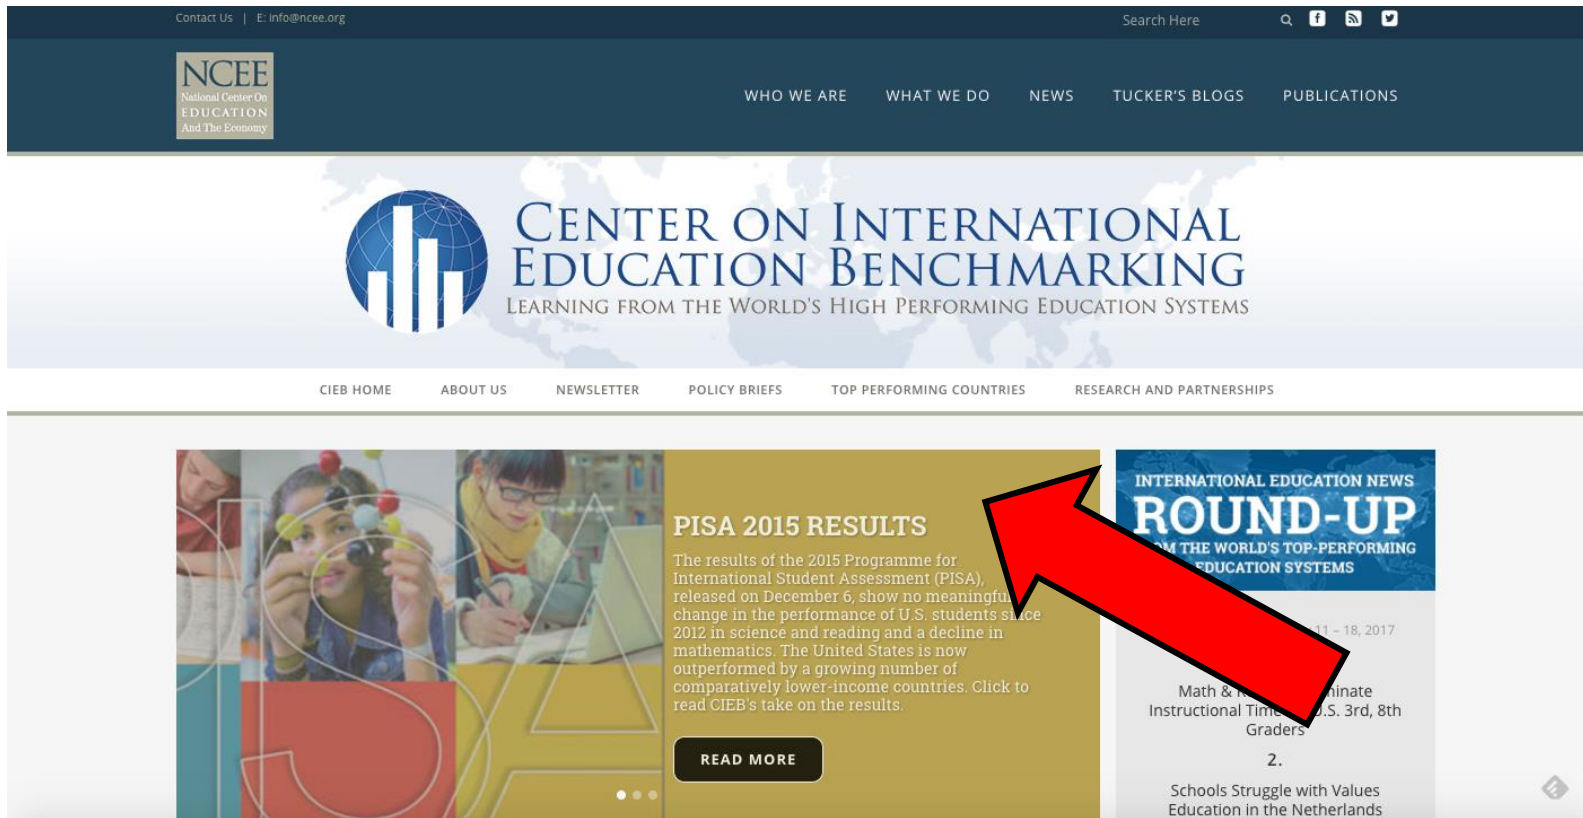 Contact Us | E: info@ncee.org
Search Here
NCEE
National Center On
EDUCATION
And The Economy
WHO WE ARE WHAT WE DO NEWS TUCKER'S BLOGS PUBLICATIONS
CENTER ON INTERNATIONAL
EDUCATION BENCHMARKING
LEARNING FROM THE WORLD'S HIGH PERFORMING EDUCATION SYSTEMS
CIEB HOME ABOUT US NEWSLETTER POLICY BRIEFS TOP PERFORMING COUNTRIES RESEARCH AND PARTNERSHIPS
ISA
PISA 2015 RESULTS
The results of the 2015 Programme for
International Student Assessment (PISA),
released on December 6, show no meaningful
change in the performance of U.S. students since
2012 in science and reading and a decline in
mathematics. The United States is now
outperformed by a growing number of
comparatively lower-income countries. Click to
read CIEB's take on the results.
READ MORE
INTERNATIONAL EDUCATION NEWS
ROUND-UP
THE WORLD'S TOP-PERFORMING
EDUCATION SYSTEMS
11 – 18, 2017
Math &
Instructional U.S. 3rd, 8th
Graders
2.
Schools Struggle with Values
Education in the Netherlands